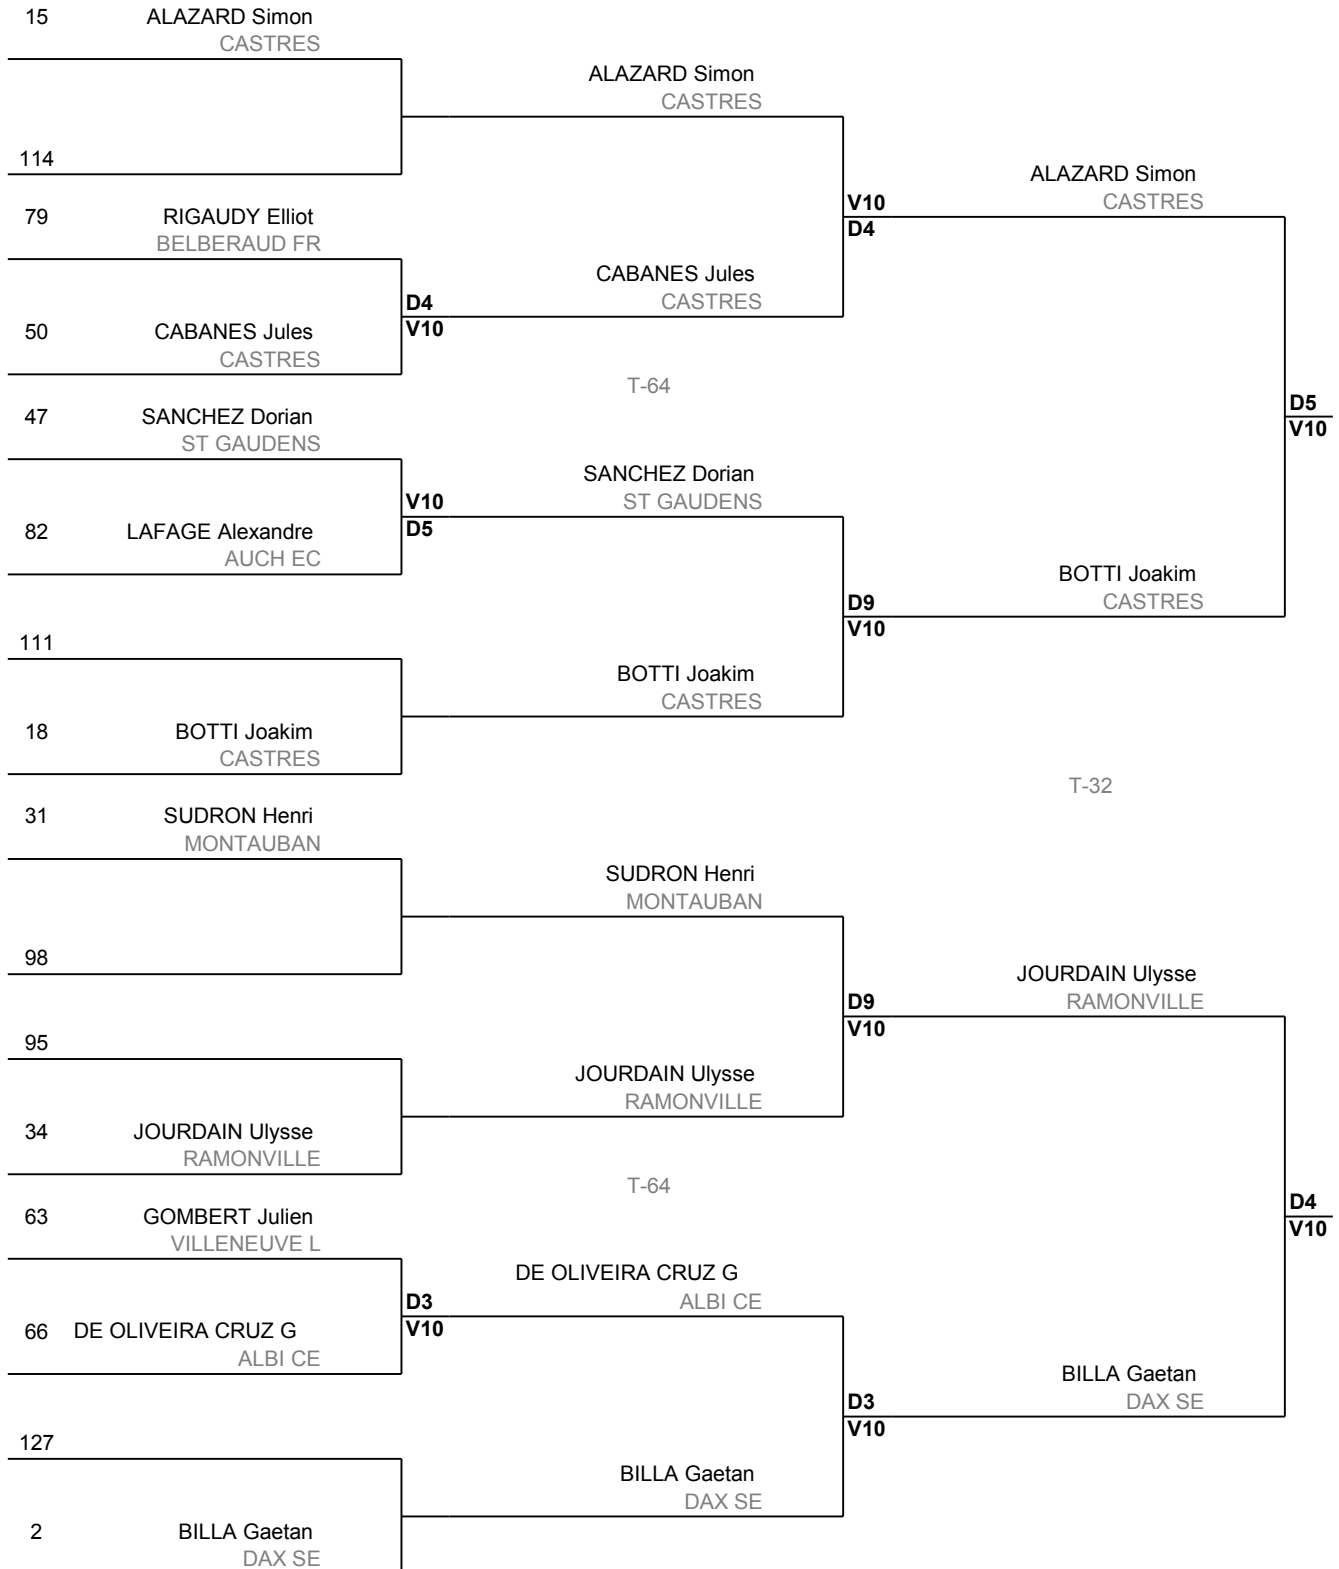 15 ALAZARD Simon
CASTRES
114
79 RIGAUDY Elliot
BELBERAUD FR
50 CABANES Jules
CASTRES
47 SANCHEZ Dorian
ST GAUDENS
82 LAFAGE Alexandre
AUCH EC
111
18 BOTTI Joakim
CASTRES
31 SUDRON Henri
MONTAUBAN
98
95
34 JOURDAIN Ulysse
RAMONVILLE
63 GOMBERT Julien
VILLENEUVE L
66 DE OLIVEIRA CRUZ G
ALBI CE
127
2 BILLA Gaetan
DAX SE
ALAZARD Simon
CASTRES
D4
V10
CABANES Jules
CASTRES
T-64
V10
D5
SANCHEZ Dorian
ST GAUDENS
BOTTI Joakim
CASTRES
SUDRON Henri
MONTAUBAN
JOURDAIN Ulysse
RAMONVILLE
T-64
D3
V10
DE OLIVEIRA CRUZ G
ALBI CE
BILLA Gaetan
DAX SE
V10
D4
ALAZARD Simon
CASTRES
D9
V10
BOTTI Joakim
CASTRES
T-32
D9
V10
JOURDAIN Ulysse
RAMONVILLE
D3
V10
BILLA Gaetan
DAX SE
D5
V10
D4
V10